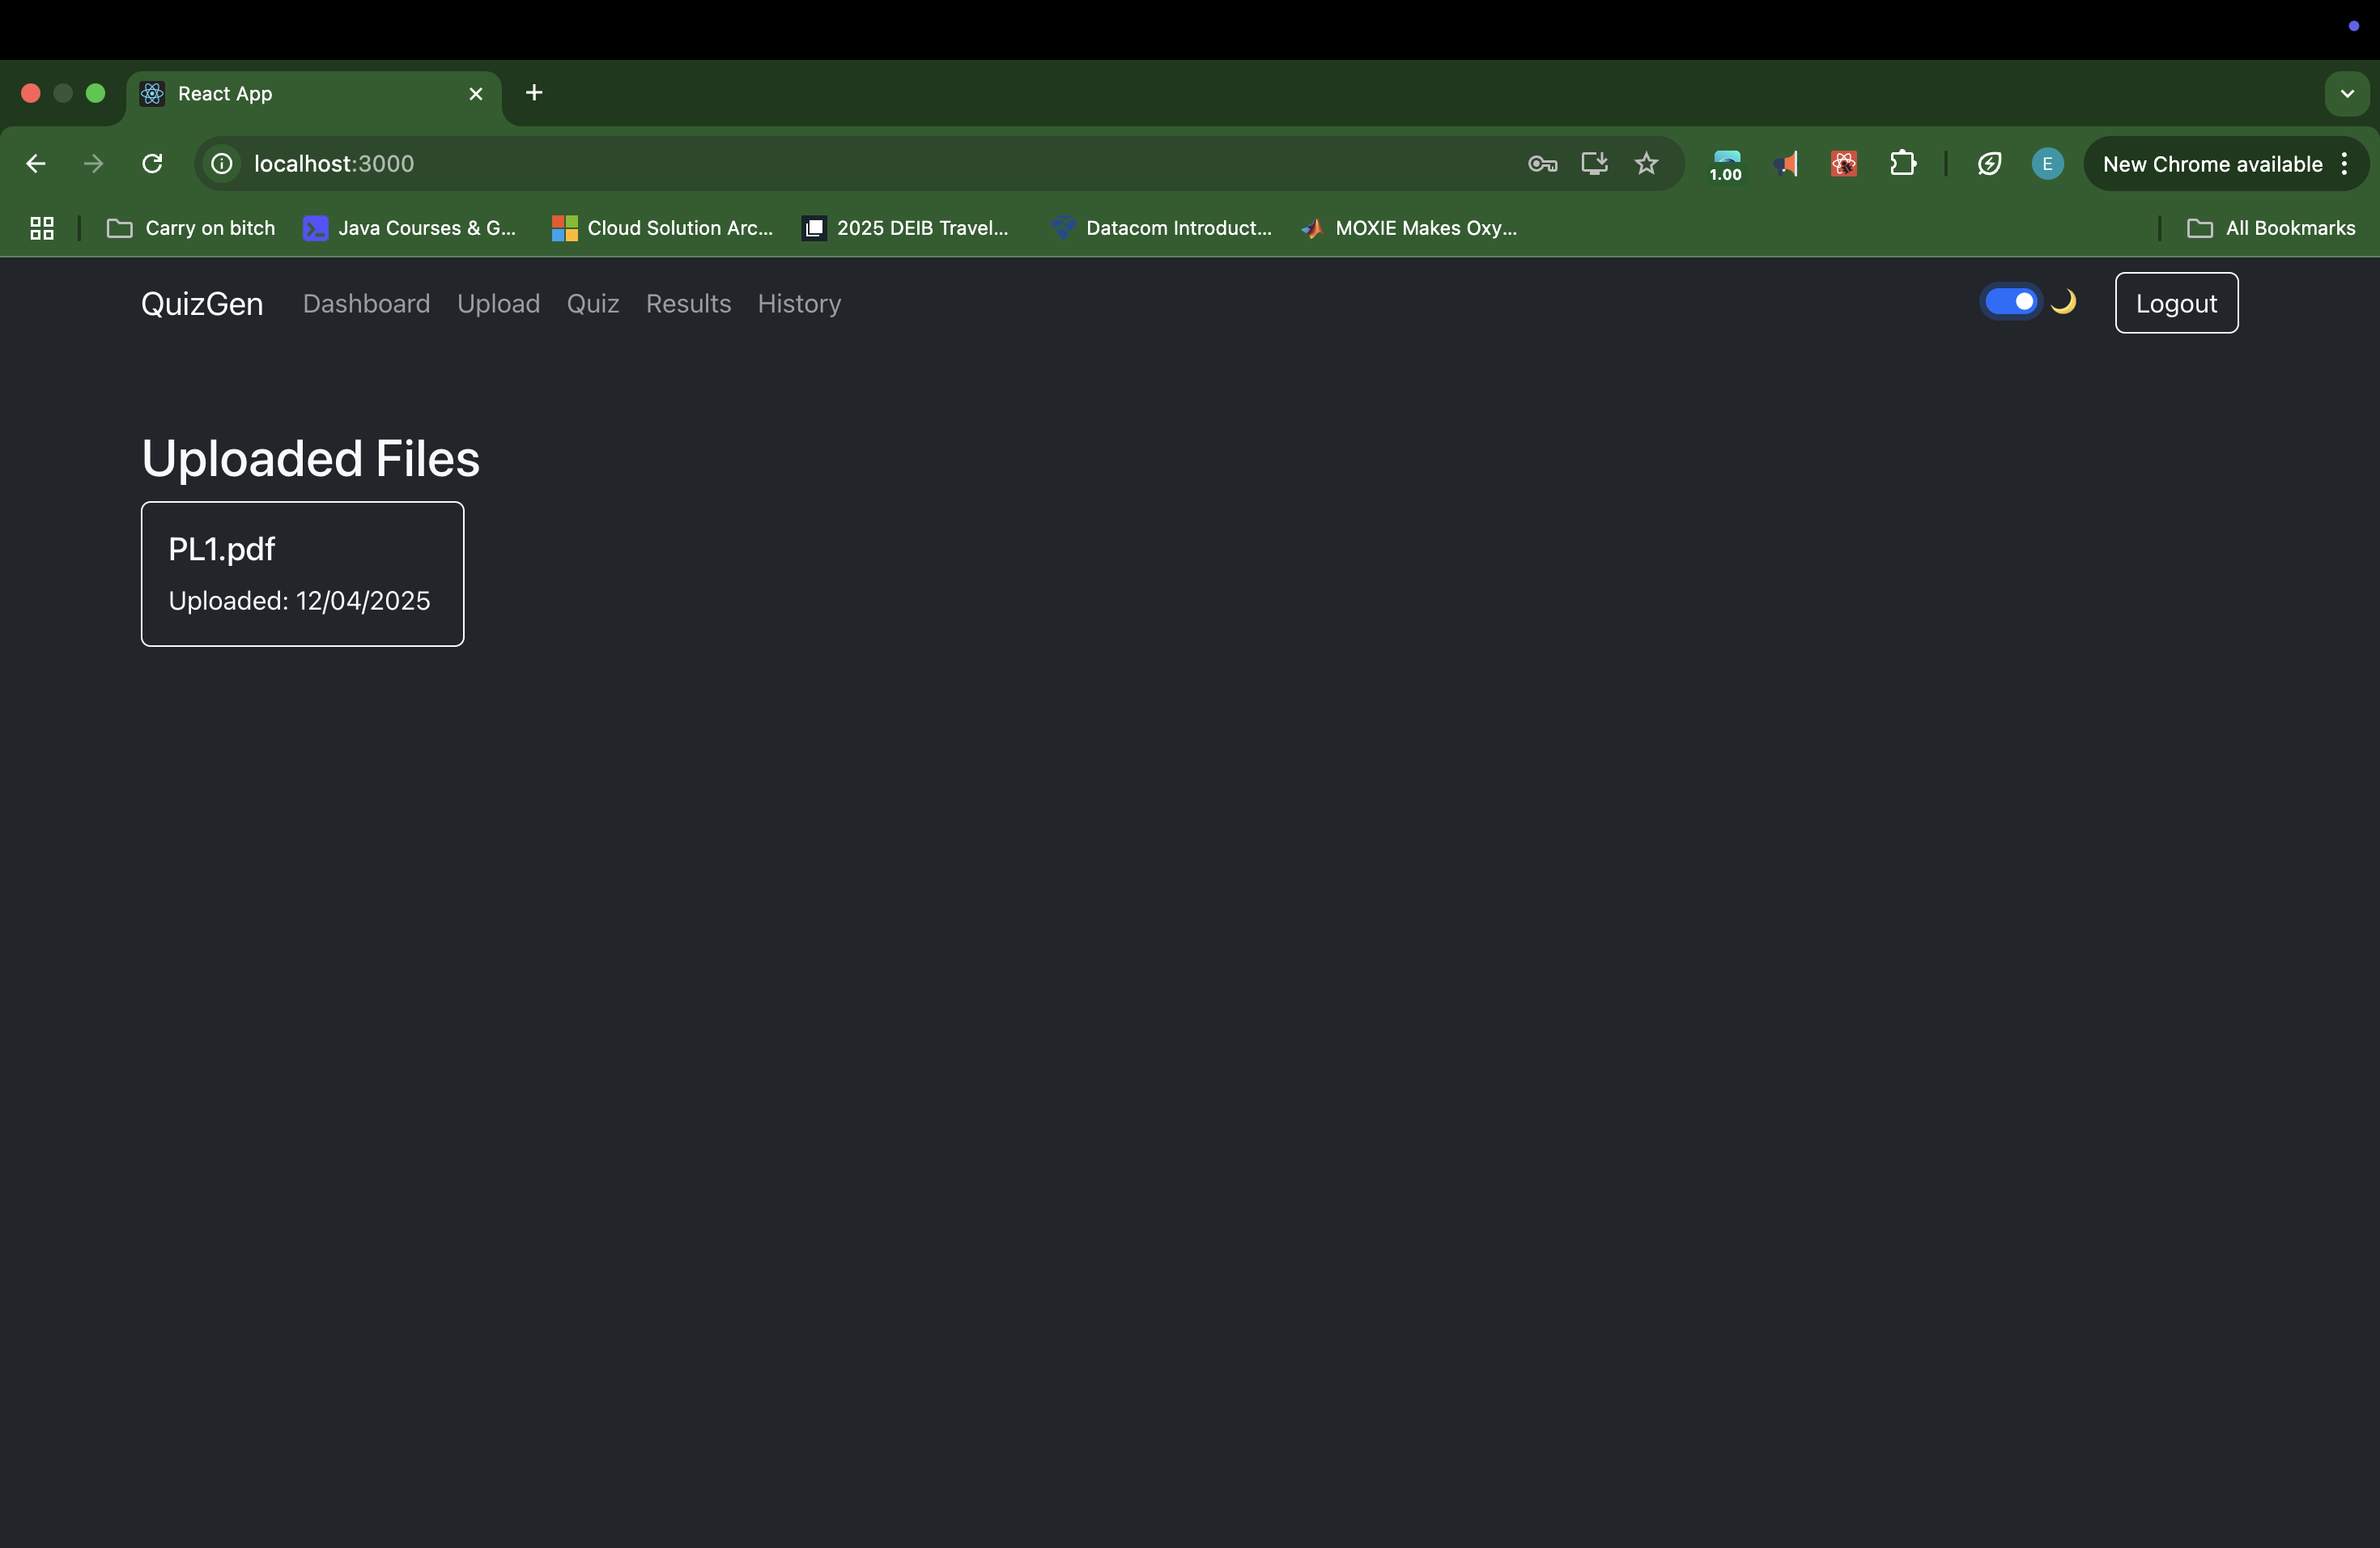 React App
localhost:3000
1.00
E
New Chrome available
Carry on bitch
Java Courses & G...
Cloud Solution Arc...
2025 DEIB Travel...
Datacom Introduct...
MOXIE Makes Oxy...
All Bookmarks
QuizGen
Dashboard
Upload
Quiz
Results
History
Logout
Uploaded Files
PL1.pdf
Uploaded: 12/04/2025